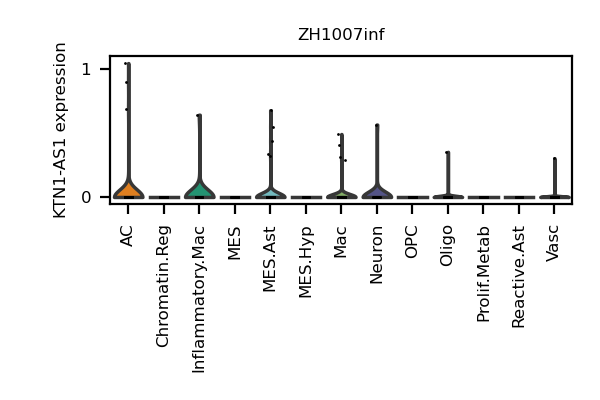 ZH1007inf
KTN1-AS1 expression
1
0
AC
Chromatin.Reg
Inflammatory.Mac
MES
MES.Ast
MES.Hyp
Mac
Neuron
OPC
Oligo
Prolif.Metab
Reactive.Ast
Vasc